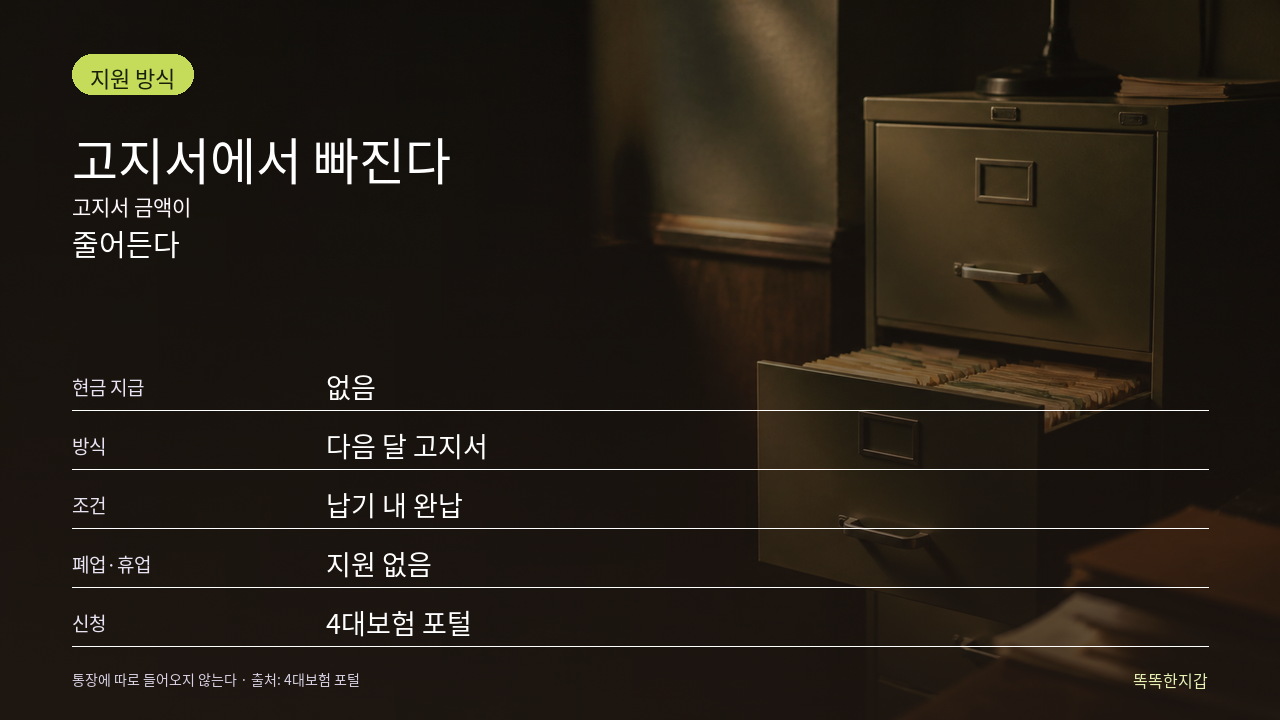 지원 방식
고지서에서 빠진다
고지서 금액이
줄어든다
현금 지급 없음
방식 다음 달 고지서
조건 납기 내 완납
폐업·휴업 지원 없음
신청 4대보험 포털
통장에 따로 들어오지 않는다 · 출처: 4대보험 포털
똑똑한지갑